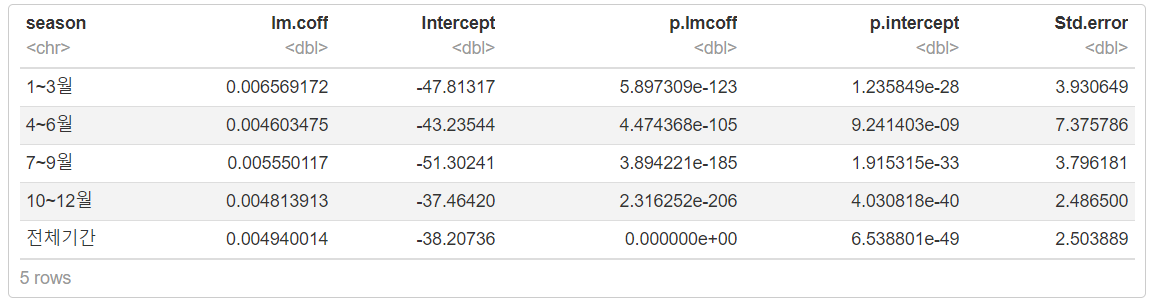 season lm.coff Intercept p.lmcoff p.intercept Std.error
<chr> <dbl> <dbl> <dbl> <dbl> <dbl>
1~3월 0.006569172 -47.81317 5.897309e-123 1.235849e-28 3.930649
4~6월 0.004603475 -43.23544 4.474368e-105 9.241403e-09 7.375786
7~9월 0.005550117 -51.30241 3.894221e-185 1.915315e-33 3.796181
10~12월 0.004813913 -37.46420 2.316252e-206 4.030818e-40 2.486500
전체기간 0.004940014 -38.20736 0.000000e+00 6.538801e-49 2.503889
5 rows